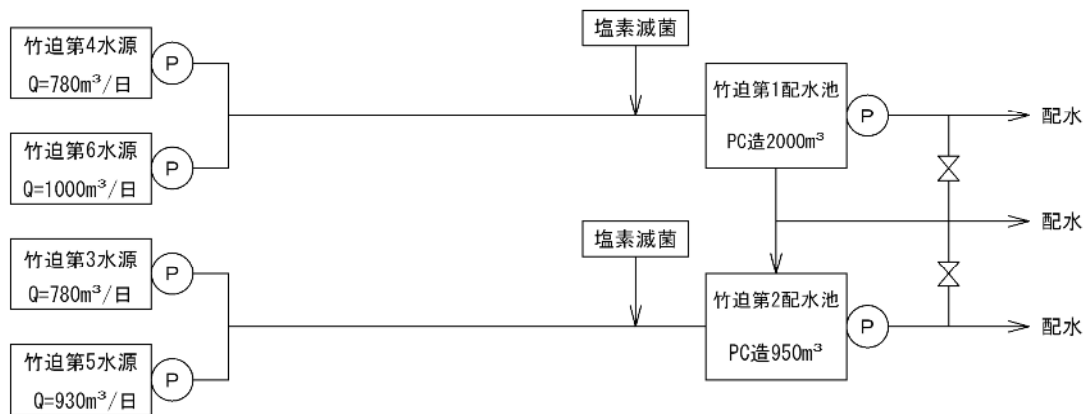 竹迫第4水源
Q=780m³/日
P
竹迫第6水源
Q=1000m³/日
P
塩素滅菌
竹迫第1配水池
PC造2000m³
P
配水
配水
竹迫第3水源
Q=780m³/日
P
竹迫第5水源
Q=930m³/日
P
塩素滅菌
竹迫第2配水池
PC造950m³
P
配水